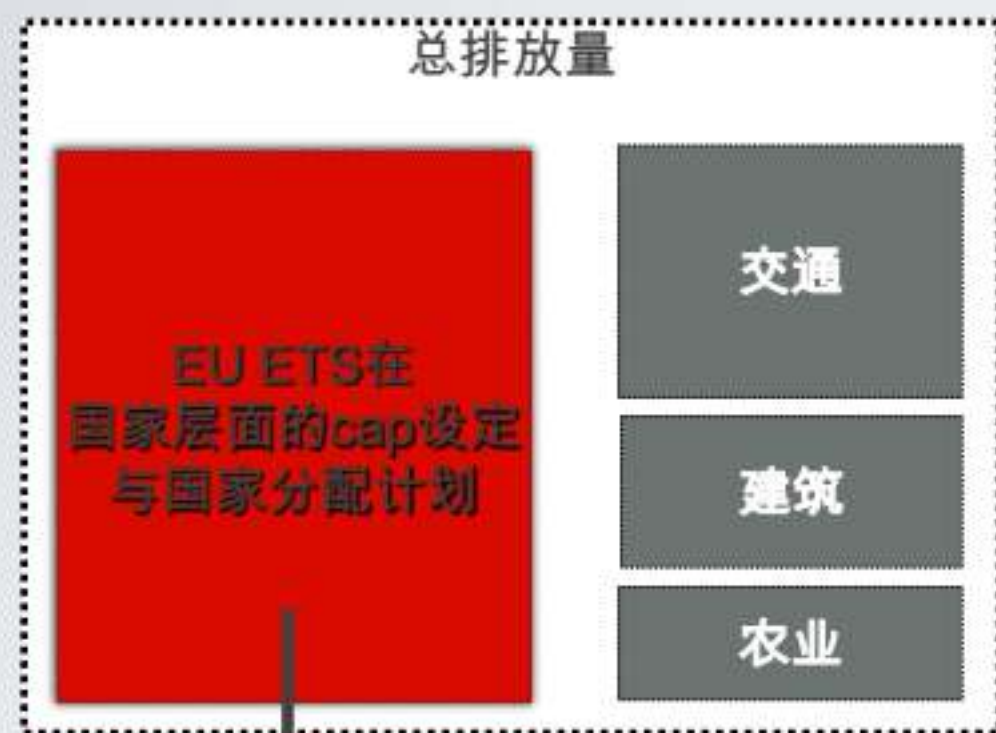 总排放量
EU ETS在
国家层面的cap设定
与国家分配计划
交通
建筑
农业